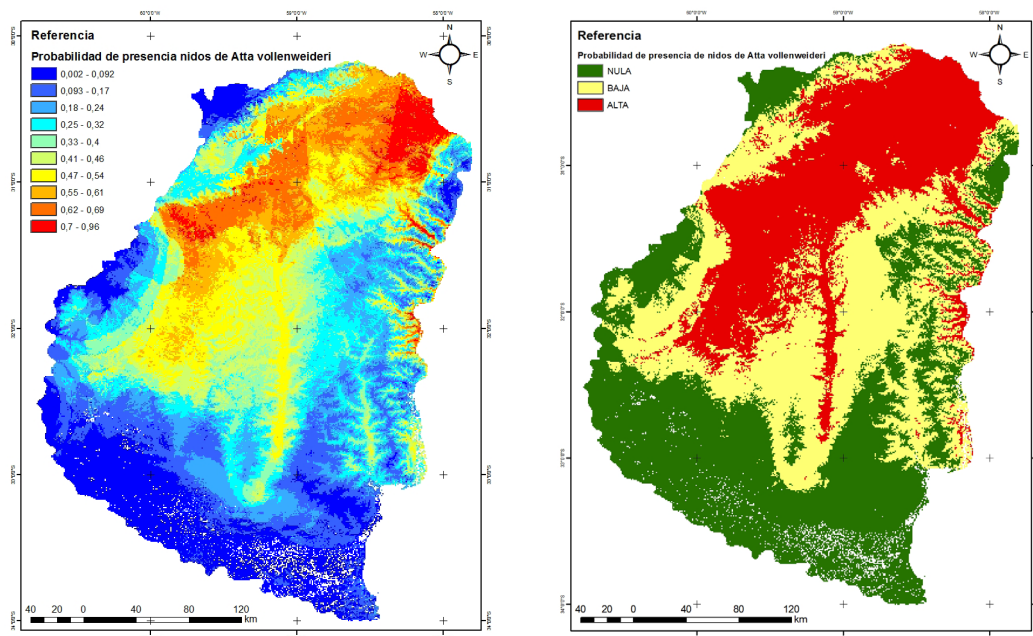 Referencia
Probabilidad de presencia nidos de Atta vollenweideri
0,002 - 0,092
0,093 - 0,17
0,18 - 0,24
0,25 - 0,32
0,33 - 0,4
0,41 - 0,46
0,47 - 0,54
0,55 - 0,61
0,62 - 0,69
0,7 - 0,96
N
W E
S
40 20 0 40 80 120
km
Referencia
Probabilidad de presencia de nidos de Atta vollenweideri
NULA
BAJA
ALTA
N
W E
S
40 20 0 40 80 120
km